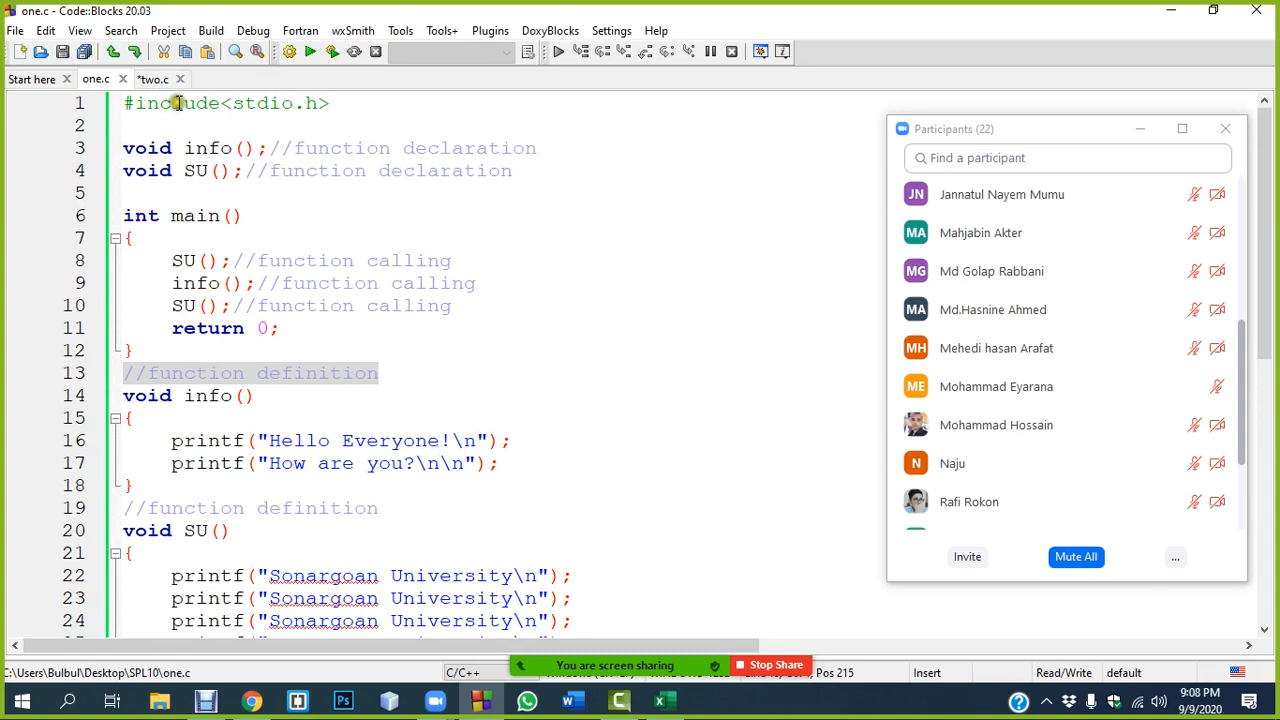 one.c - Code::Blocks 20.03
File Edit View Search Project Build Debug Fortran wxSmith Tools Tools+ Plugins DoxyBlocks Settings Help
Start here one.c *two.c
1 #include<stdio.h>
2
3 void info();//function declaration
4 void SU();//function declaration
5
6 int main()
7 {
8 SU();//function calling
9 info();//function calling
10 SU();//function calling
11 return 0;
12 }
13 //function definition
14 void info()
15 {
16 printf("Hello Everyone!\n");
17 printf("How are you?\n\n");
18 }
19 //function definition
20 void SU()
21 {
22 printf("Sonargoan University\n");
23 printf("Sonargoan University\n");
24 printf("Sonargoan University\n");
Participants (22)
Find a participant
JN Jannatul Nayem Mumu
MA Mahjabin Akter
MG Md Golap Rabbani
MA Md.Hasnine Ahmed
MH Mehedi hasan Arafat
ME Mohammad Eyarana
Mohammad Hossain
N Naju
Rafi Rokon
Invite Mute All ...
C:\Users\Bulbul\Desktop\SPL10\one.c C/C++ Pos 215 Insert Read/Write default
You are screen sharing Stop Share
Ps W X
9:08 PM
9/9/2020